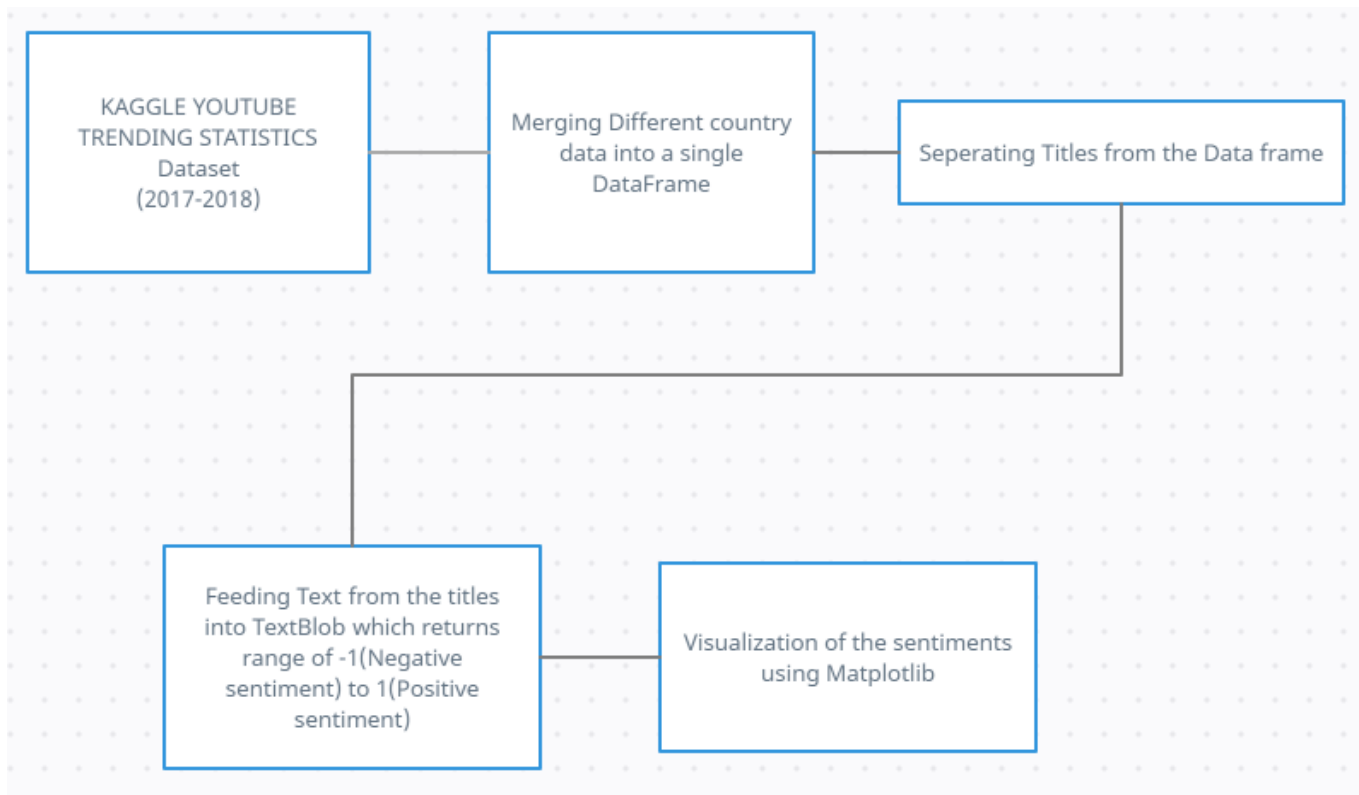 KAGGLE YOUTUBE
TRENDING STATISTICS
Dataset
(2017-2018)
Merging Different country
data into a single
DataFrame
Seperating Titles from the Data frame
Feeding Text from the titles
into TextBlob which returns
range of -1(Negative
sentiment) to 1(Positive
sentiment)
Visualization of the sentiments
using Matplotlib